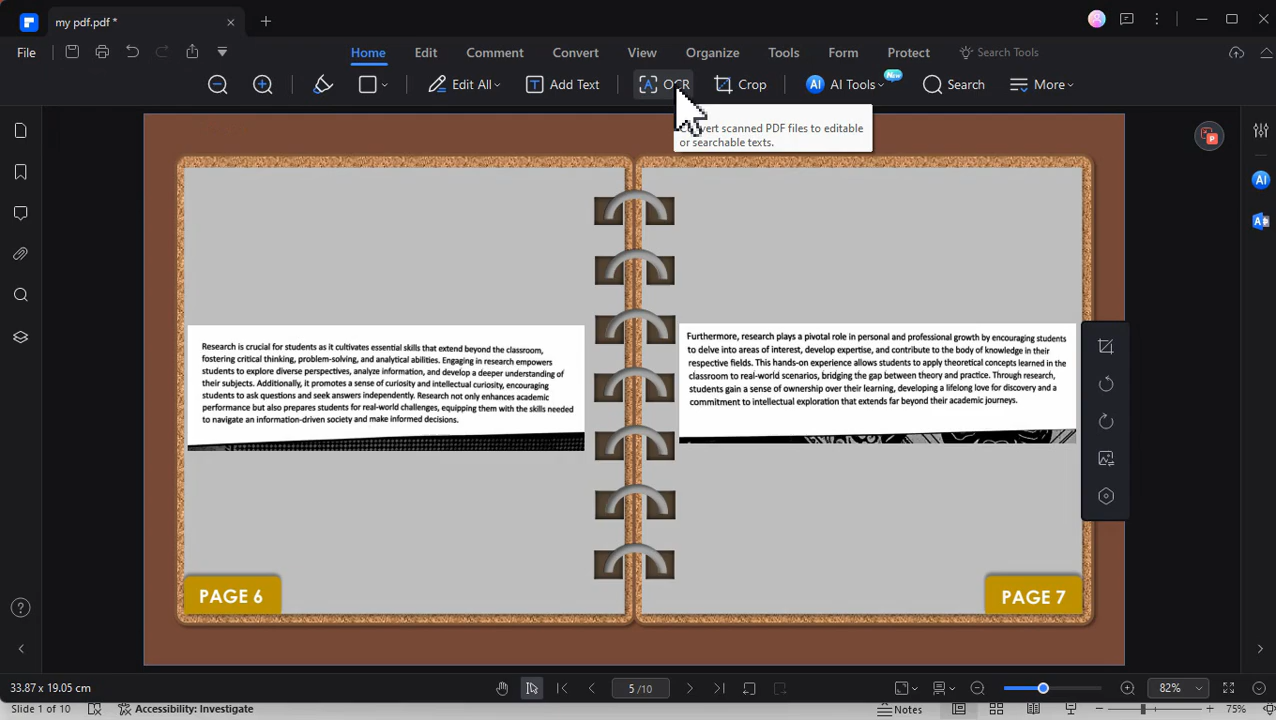 my pdf.pdf *
File
Home
Edit
Comment
Convert
View
Organize
Tools
Form
Protect
Search Tools
Edit All
Add Text
OCR
Crop
AI Tools
New
Search
More
Convert scanned PDF files to editable
or searchable texts.
Research is crucial for students as it cultivates essential skills that extend beyond the classroom,
fostering critical thinking, problem-solving, and analytical abilities. Engaging in research empowers
students to explore diverse perspectives, analyze information, and develop a deeper understanding of
their subjects. Additionally, it promotes a sense of curiosity and intellectual curiosity, encouraging
students to ask questions and seek answers independently. Research not only enhances academic
performance but also prepares students for real-world challenges, equipping them with the skills needed
to navigate an information-driven society and make informed decisions.
Furthermore, research plays a pivotal role in personal and professional growth by encouraging students
to delve into areas of interest, develop expertise, and contribute to the body of knowledge in their
respective fields. This hands-on experience allows students to apply theoretical concepts learned in the
classroom to real-world scenarios, bridging the gap between theory and practice. Through research,
students gain a sense of ownership over their learning, developing a lifelong love for discovery and a
commitment to intellectual exploration that extends far beyond their academic journeys.
PAGE 6
PAGE 7
AI
33.87 x 19.05 cm
5 /10
82%
Slide 1 of 10
Accessibility: Investigate
Notes
75%